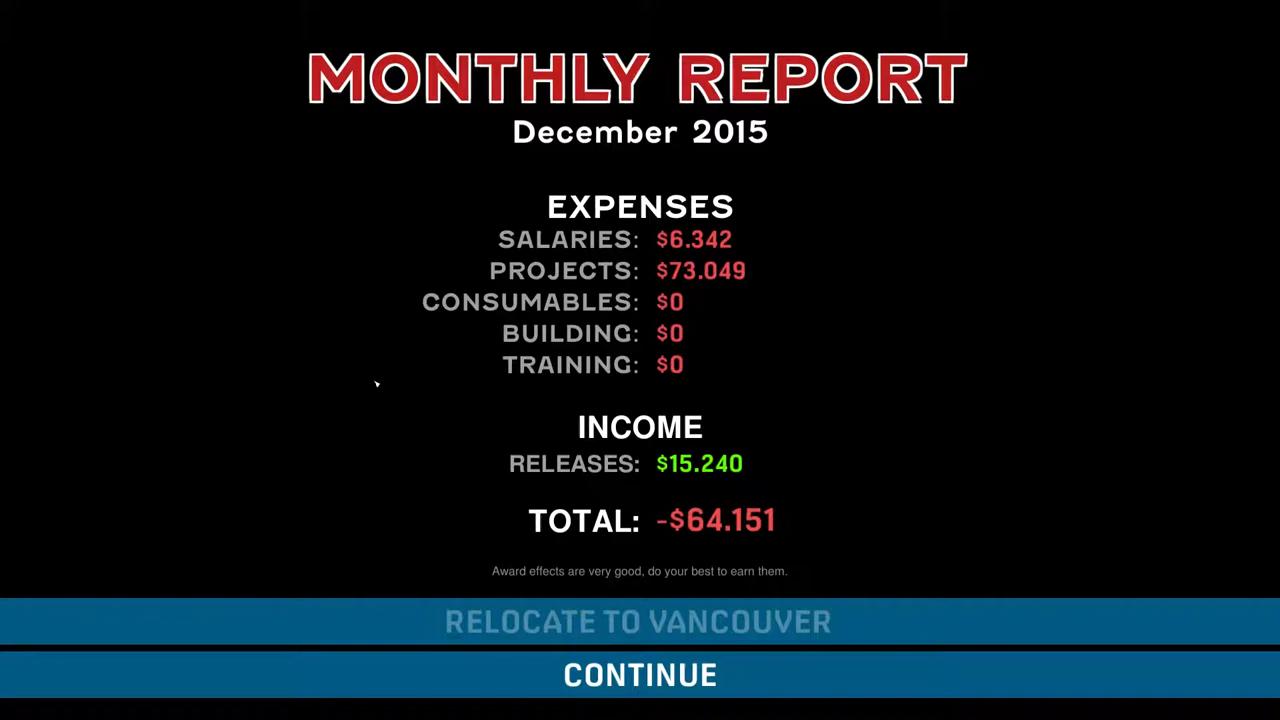 MONTHLY REPORT
December 2015
EXPENSES
SALARIES: $6.342
PROJECTS: $73.049
CONSUMABLES: $0
BUILDING: $0
TRAINING: $0
INCOME
RELEASES: $15.240
TOTAL: -$64.151
Award effects are very good, do your best to earn them.
RELOCATE TO VANCOUVER
CONTINUE